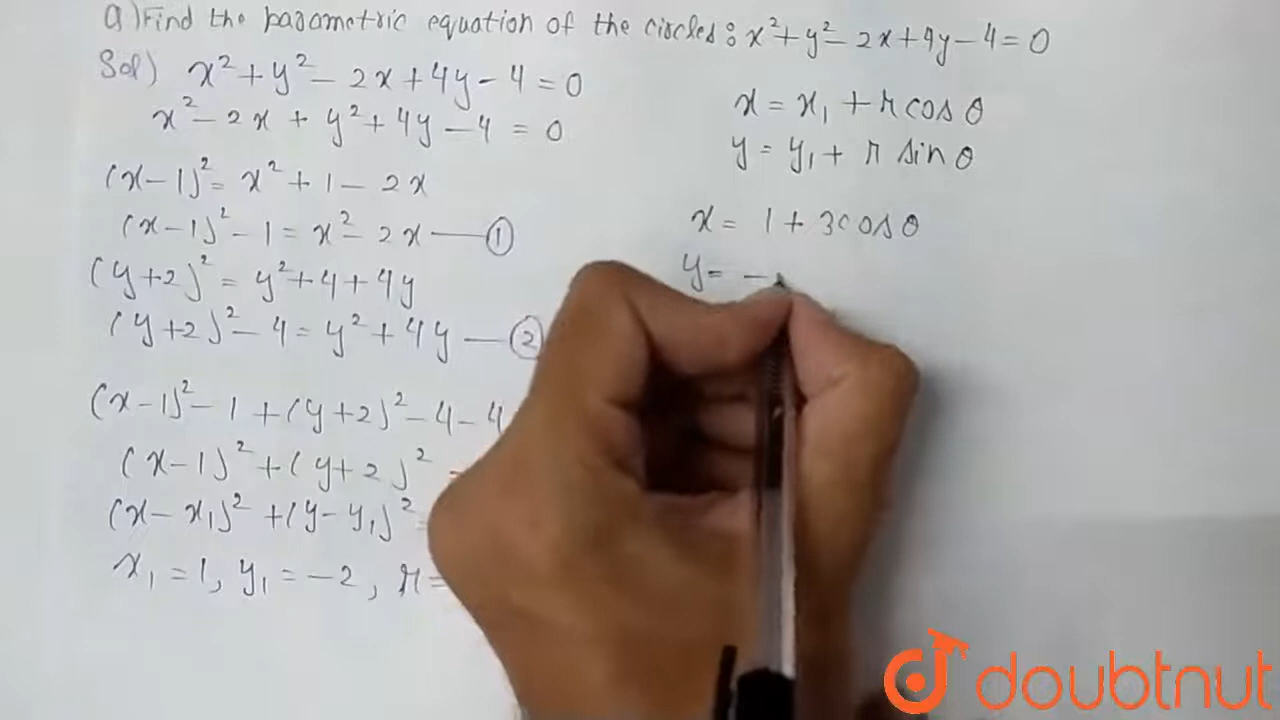 Q) Find the parametric equation of the circles : x² + y² - 2x + 4y - 4 = 0
Sol) x² + y² - 2x + 4y - 4 = 0
x² - 2x + y² + 4y - 4 = 0
(x-1)² = x² + 1 - 2x
(x-1)² - 1 = x² - 2x — ①
(y+2)² = y² + 4 + 4y
(y+2)² - 4 = y² + 4y — ②
(x-1)² - 1 + (y+2)² - 4 - 4
(x-1)² + (y+2)² =
(x-x₁)² + (y-y₁)² =
x₁ = 1, y₁ = -2, r =
x = x₁ + r cos θ
y = y₁ + r sin θ
x = 1 + 3cos θ
y = -
doubtnut